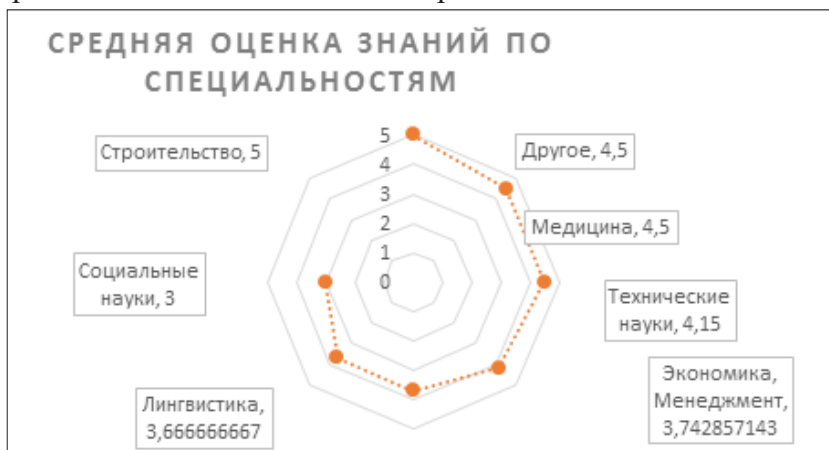 СРЕДНЯЯ ОЦЕНКА ЗНАНИЙ ПО
СПЕЦИАЛЬНОСТЯМ
Строительство, 5
5
4
3
2
1
0
Другое, 4,5
Медицина, 4,5
Социальные
науки, 3
Технические
науки, 4,15
Экономика,
Менеджмент,
3,742857143
Лингвистика,
3,666666667